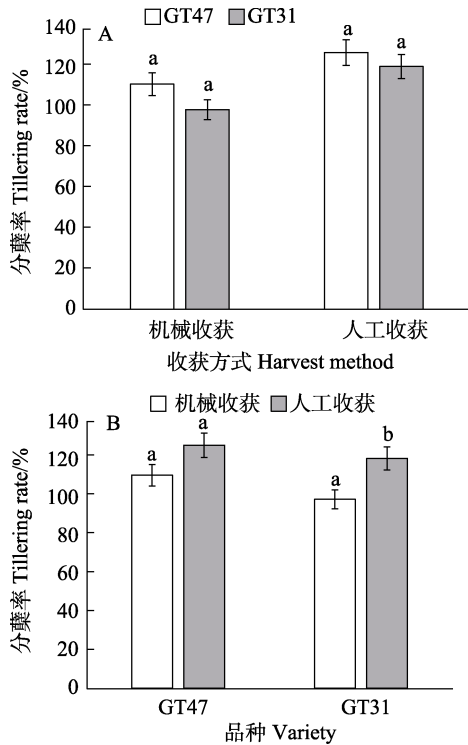 A
GT47 GT31
140
120
100
80
60
40
20
0
分蘖率 Tillering rate/%
a a a a
机械收获 人工收获
收获方式 Harvest method
B
机械收获 人工收获
140
120
100
80
60
40
20
0
分蘖率 Tillering rate/%
a a a b
GT47 GT31
品种 Variety